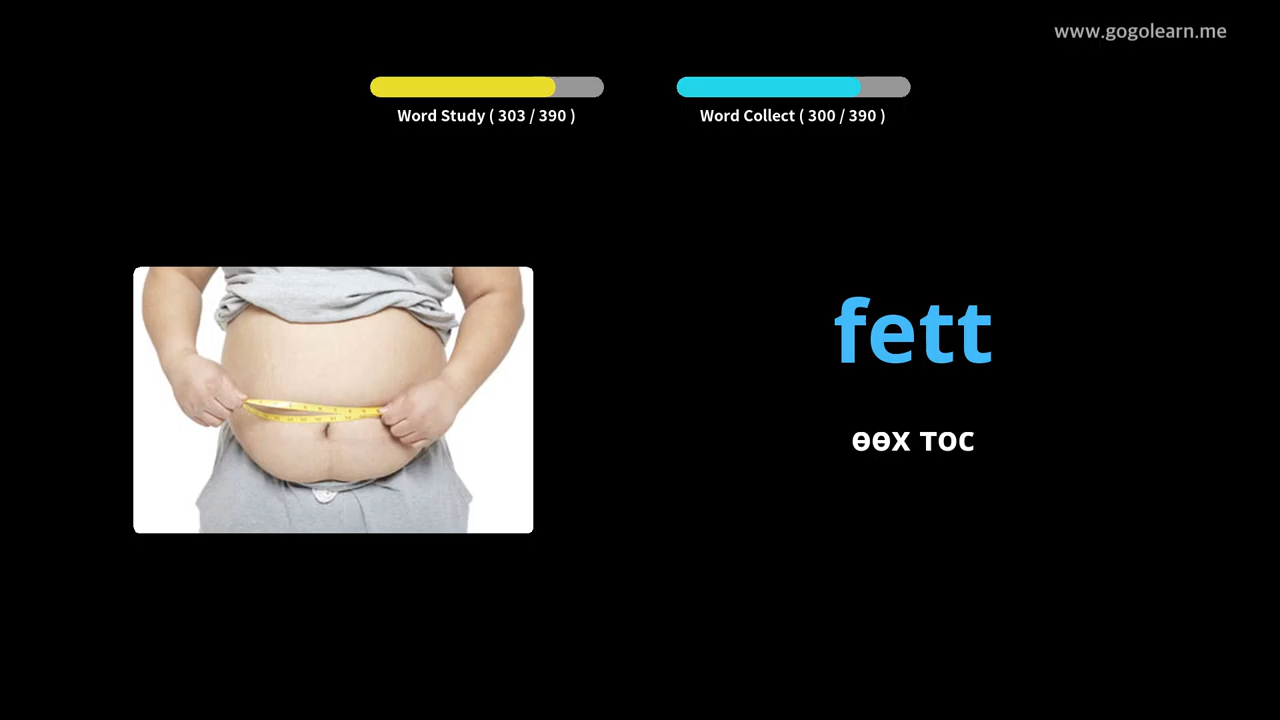 www.gogolearn.me
Word Study ( 303 / 390 )
Word Collect ( 300 / 390 )
fett
өөх тос